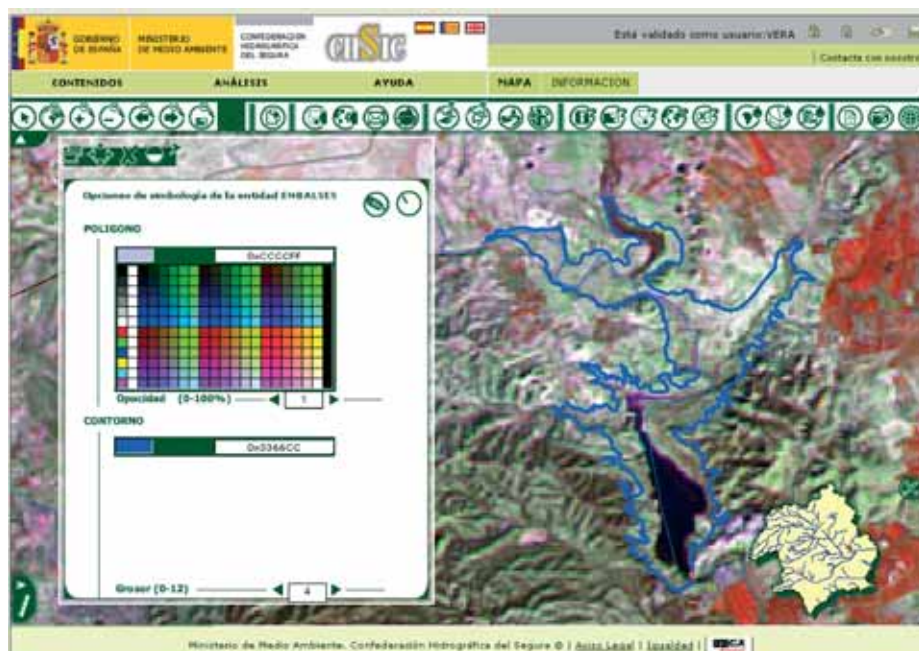 GOBIERNO DE ESPAÑA
MINISTERIO DE MEDIO AMBIENTE
CONFEDERACIÓN HIDROGRÁFICA DEL SEGURA
Está validado como usuario:VERA
Contacta con nosotro
CONTENIDOS ANÁLISIS AYUDA MAPA INFORMACION
Opciones de simbología de la entidad EMBALSES
POLIGONO
0xCCCCFF
Opacidad (0-100%) 1
CONTORNO
0x3366CC
Grosor (0-12) 4
Ministerio de Medio Ambiente. Confederación Hidrográfica del Segura © | Aviso Legal | Igualdad |